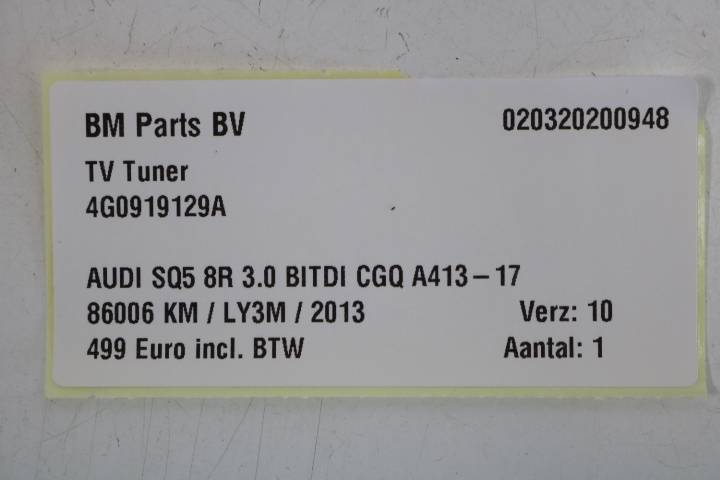 BM Parts BV 020320200948
TV Tuner
4G0919129A
AUDI SQ5 8R 3.0 BITDI CGQ A413-17
86006 KM / LY3M / 2013 Verz: 10
499 Euro incl. BTW Aantal: 1